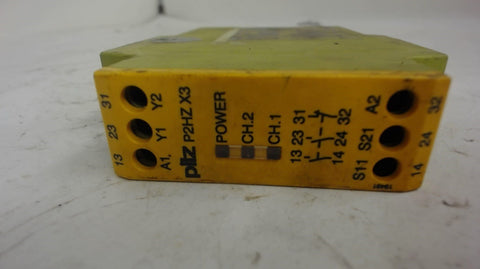 31 Y2
23 Y1
13 A1
pilz P2HZ X3
POWER
CH.2
CH.1
13 23 31
14 24 32
A2 32
S21 24
S11 14